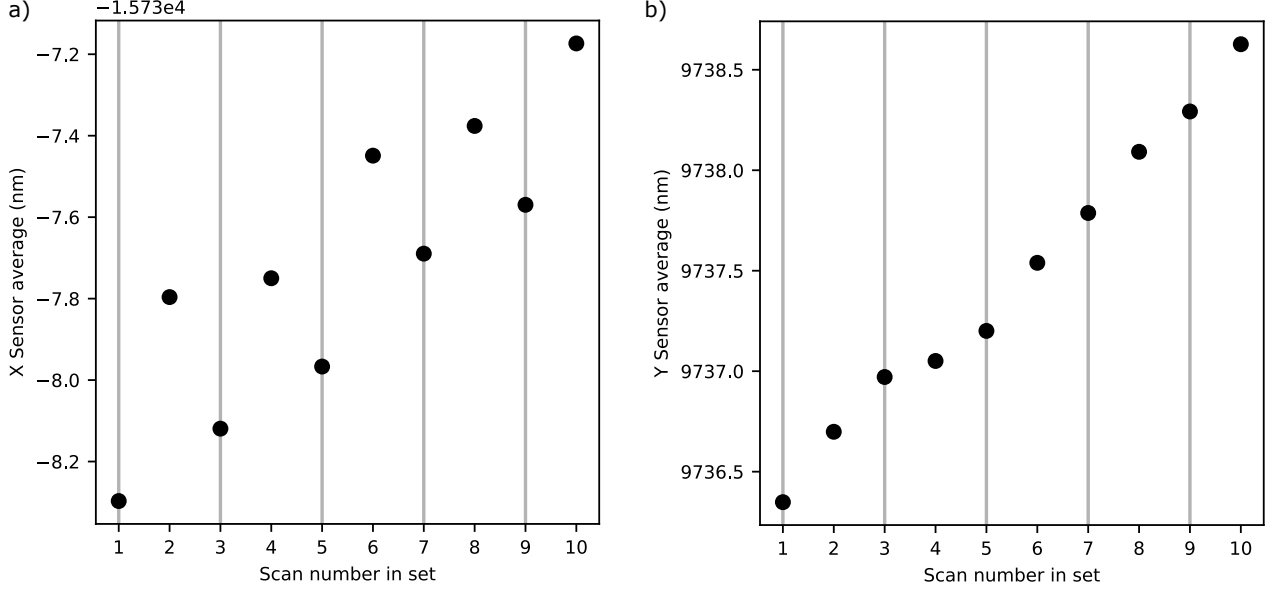 a)
−1.573e4
−7.2
−7.4
−7.6
−7.8
−8.0
−8.2
X Sensor average (nm)
1 2 3 4 5 6 7 8 9 10
Scan number in set
b)
9738.5
9738.0
9737.5
9737.0
9736.5
Y Sensor average (nm)
1 2 3 4 5 6 7 8 9 10
Scan number in set